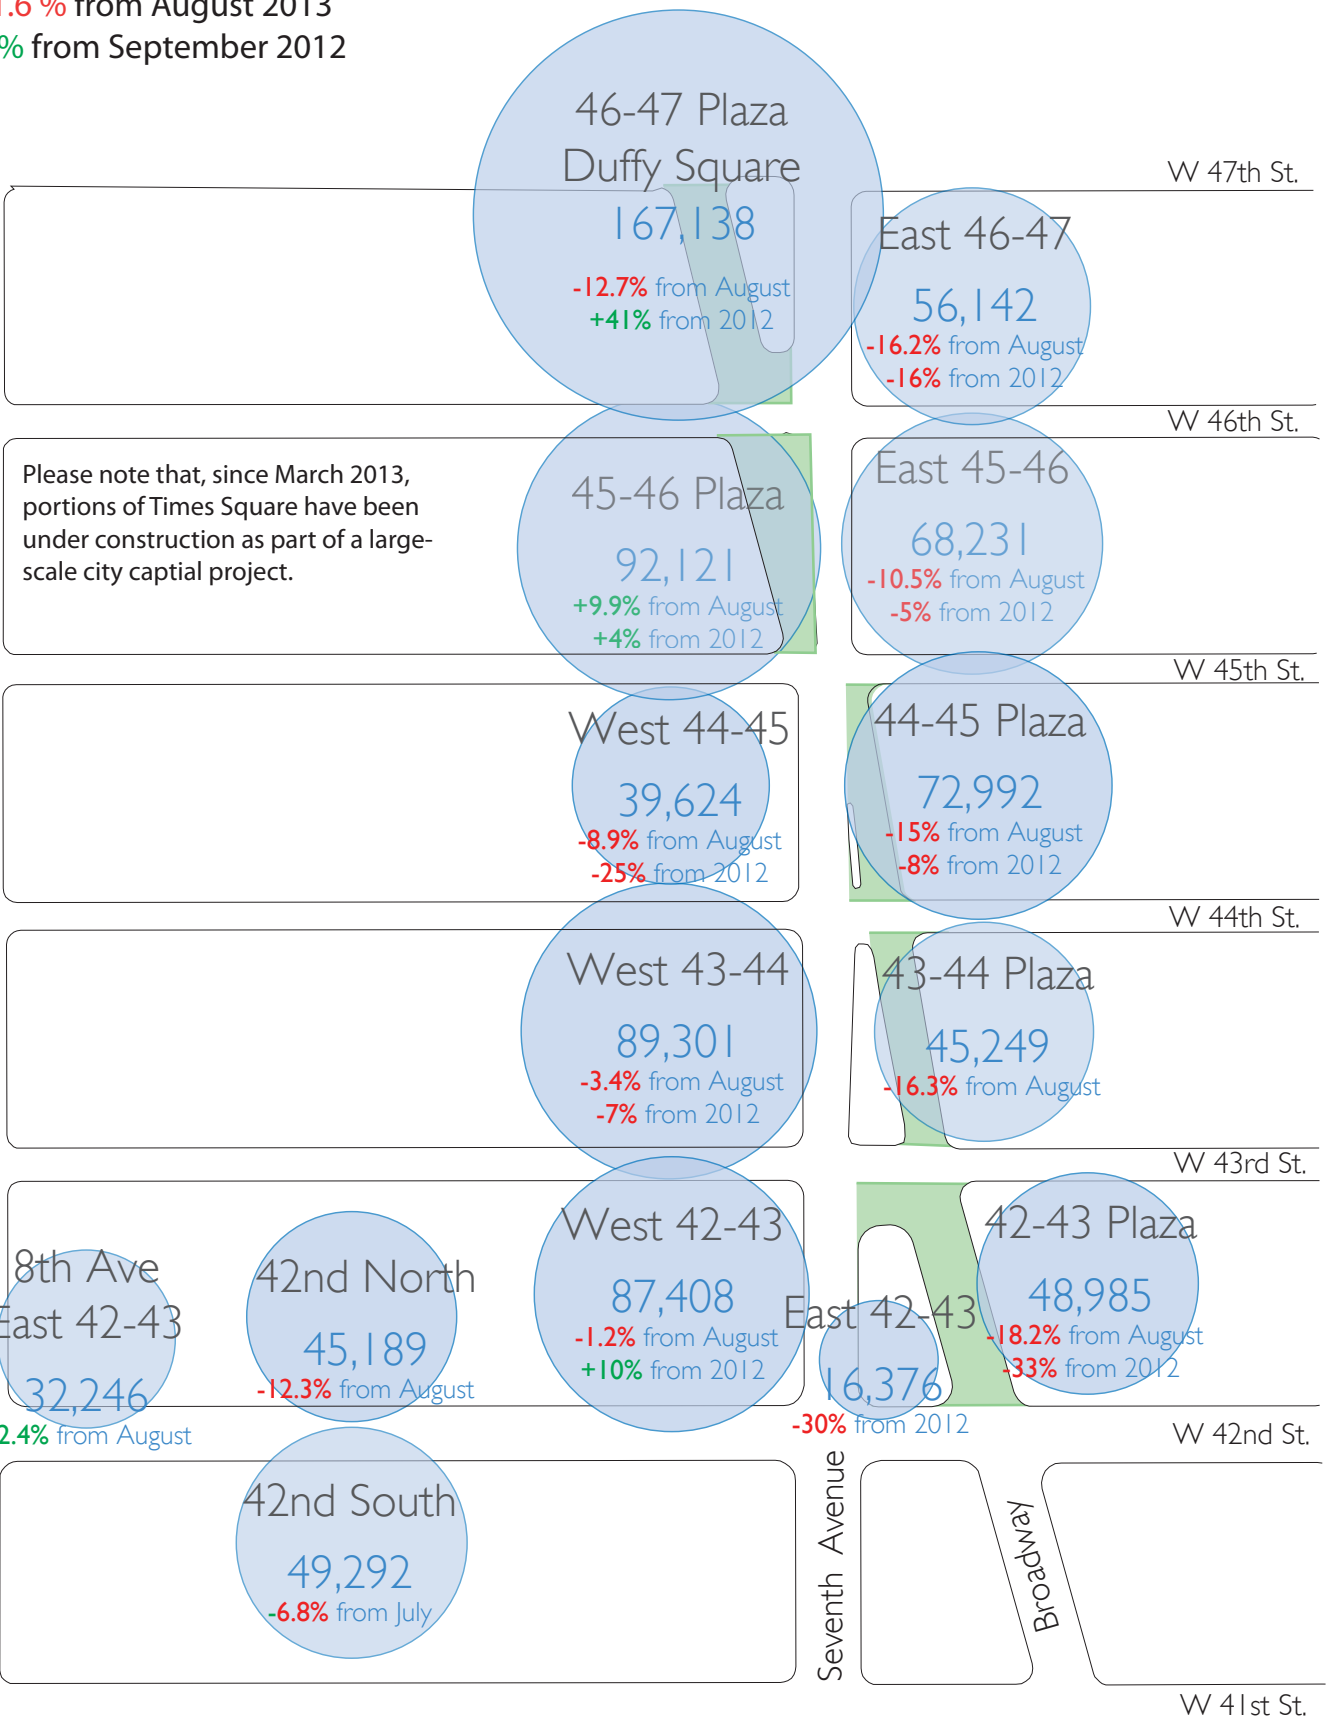 % from August 2013
% from September 2012
46-47 Plaza
Duffy Square
167,138
-12.7% from August
+41% from 2012
W 47th St.
East 46-47
56,142
-16.2% from August
-16% from 2012
W 46th St.
Please note that, since March 2013,
portions of Times Square have been
under construction as part of a large-
scale city captial project.
45-46 Plaza
92,121
+9.9% from August
+4% from 2012
East 45-46
68,231
-10.5% from August
-5% from 2012
W 45th St.
West 44-45
39,624
-8.9% from August
-25% from 2012
44-45 Plaza
72,992
-15% from August
-8% from 2012
W 44th St.
West 43-44
89,301
-3.4% from August
-7% from 2012
43-44 Plaza
45,249
-16.3% from August
W 43rd St.
8th Ave
East 42-43
32,246
2.4% from August
42nd North
45,189
-12.3% from August
West 42-43
87,408
-1.2% from August
+10% from 2012
East 42-43
16,376
-30% from 2012
42-43 Plaza
48,985
-18.2% from August
-33% from 2012
W 42nd St.
42nd South
49,292
-6.8% from July
Seventh Avenue
Broadway
W 41st St.